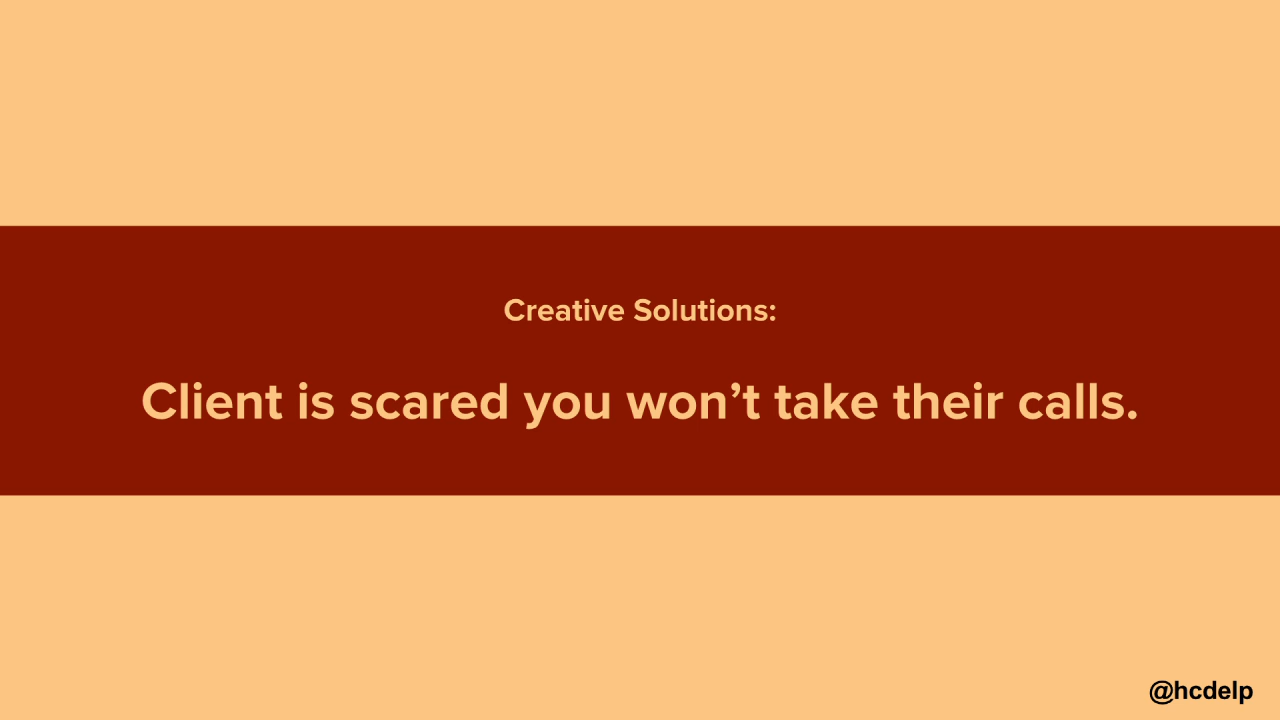 Creative Solutions:
Client is scared you won’t take their calls.
@hcdelp